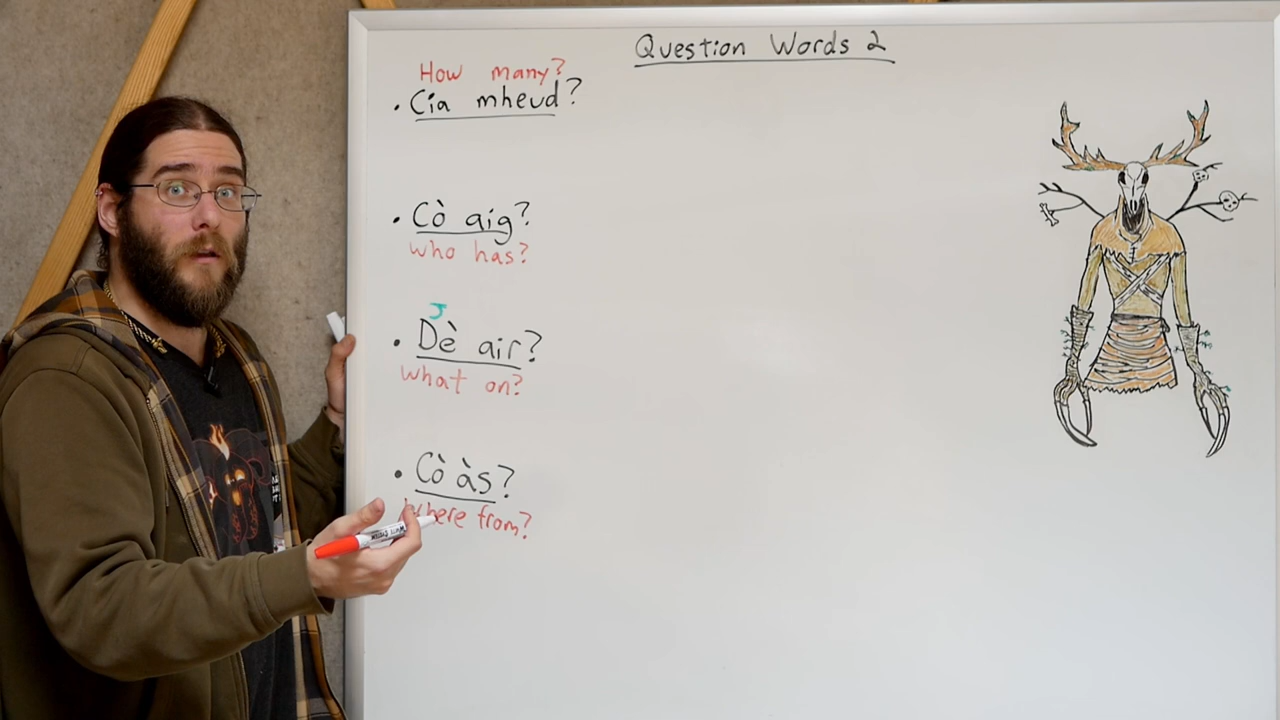 Question Words 2
How many?
• Cia mheud?
• Cò aig?
who has?
J
• Dè air?
what on?
• Cò às?
Where from?